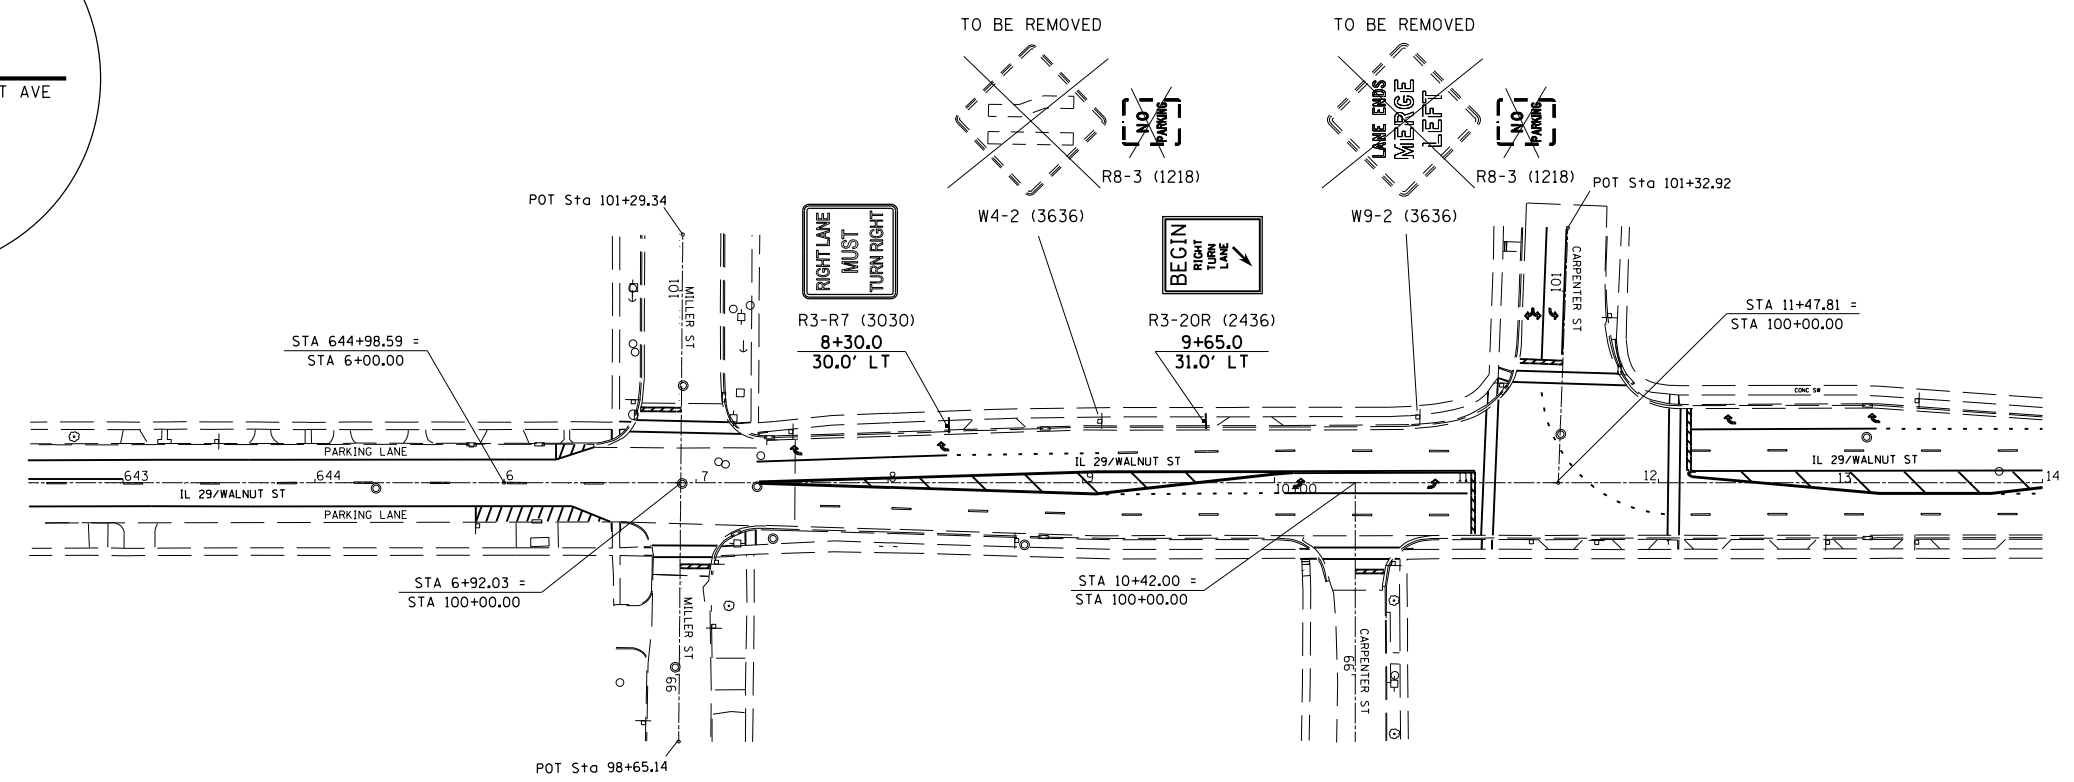 T AVE
TO BE REMOVED
TO BE REMOVED
LANE ENDS
MERGE
LEFT
NO
PARKING
NO
PARKING
R8-3 (1218)
R8-3 (1218)
W4-2 (3636)
W9-2 (3636)
POT Sta 101+29.34
POT Sta 101+32.92
RIGHT LANE
MUST
TURN RIGHT
BEGIN
RIGHT
TURN
LANE
R3-R7 (3030)
8+30.0
30.0' LT
R3-20R (2436)
9+65.0
31.0' LT
101
MILLER ST
101
CARPENTER ST
STA 644+98.59 =
STA 6+00.00
STA 11+47.81 =
STA 100+00.00
CONC SW
PARKING LANE
IL 29/WALNUT ST
IL 29/WALNUT ST
643
644
6
7
8
9
10+00
11
12
13
14
IL 29/WALNUT ST
PARKING LANE
STA 6+92.03 =
STA 100+00.00
STA 10+42.00 =
STA 100+00.00
MILLER ST
99
CARPENTER ST
99
POT Sta 98+65.14